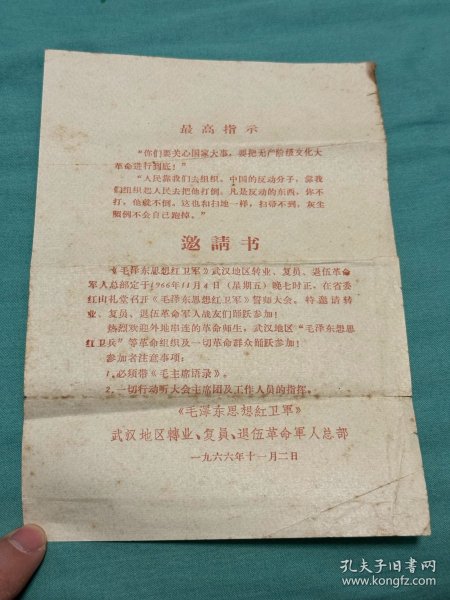 最高指示
“你们要关心国家大事，要把无产阶级文化大
革命进行到底！”
“人民靠我们去组织。中国的反动分子，靠我
们组织起人民去把他打倒。凡是反动的东西，你不
打，他就不倒。这也和扫地一样，扫帚不到，灰尘
照例不会自己跑掉。”
邀請书
《毛泽东思想红卫军》武汉地区转业、复员、退伍革命
军人总部定于1966年11月4日（星期五）晚七时正，在省委
红山礼堂召开《毛泽东思想红卫军》誓师大会。特邀请转
业、复员、退伍革命军人战友们踊跃参加！
热烈欢迎外地串连的革命师生，武汉地区“毛泽东思想
红卫兵”等革命组织及一切革命群众踊跃参加！
参加者注意事项：
1.必须带《毛主席语录》。
2.一切行动听大会主席团及工作人员的指挥。
《毛澤东思想紅卫軍》
武汉地区轉业、复員、退伍革命軍人总部
一九六六年十一月二日
孔夫子旧书网
www.kongfz.com